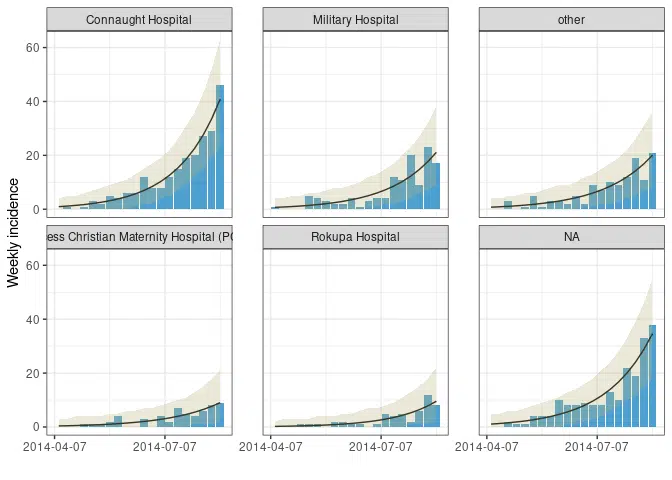 Connaught Hospital
Military Hospital
other
60
40
20
0
Weekly incidence
ess Christian Maternity Hospital (PC
Rokupa Hospital
NA
60
40
20
0
2014-04-07
2014-07-07
2014-04-07
2014-07-07
2014-04-07
2014-07-07